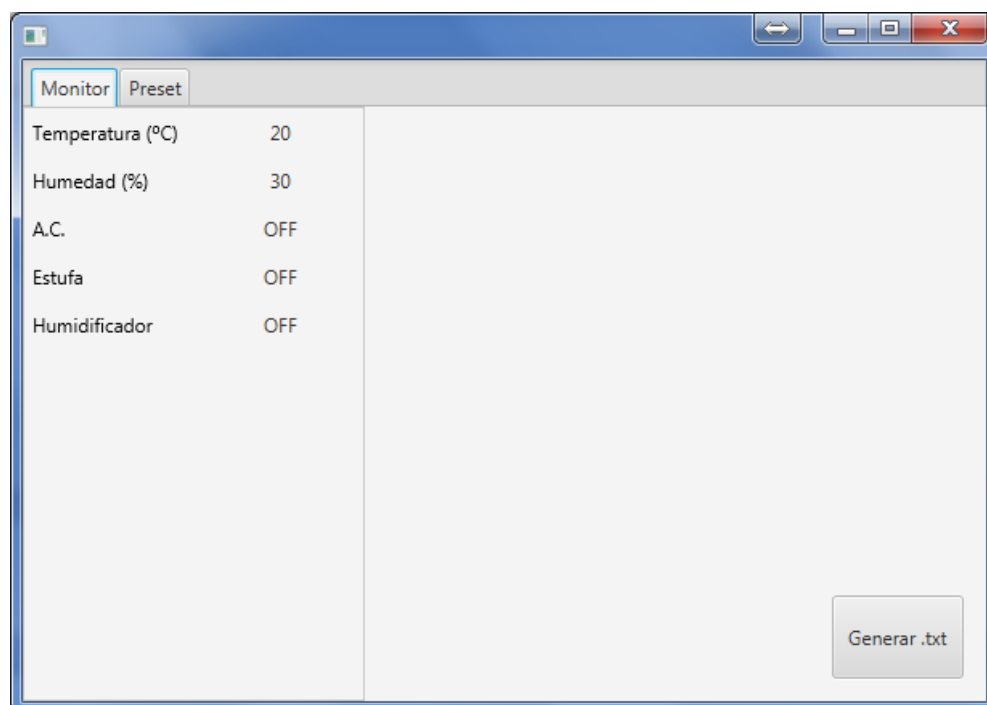 Monitor Preset
Temperatura (ºC) 20
Humedad (%) 30
A.C. OFF
Estufa OFF
Humidificador OFF
Generar .txt